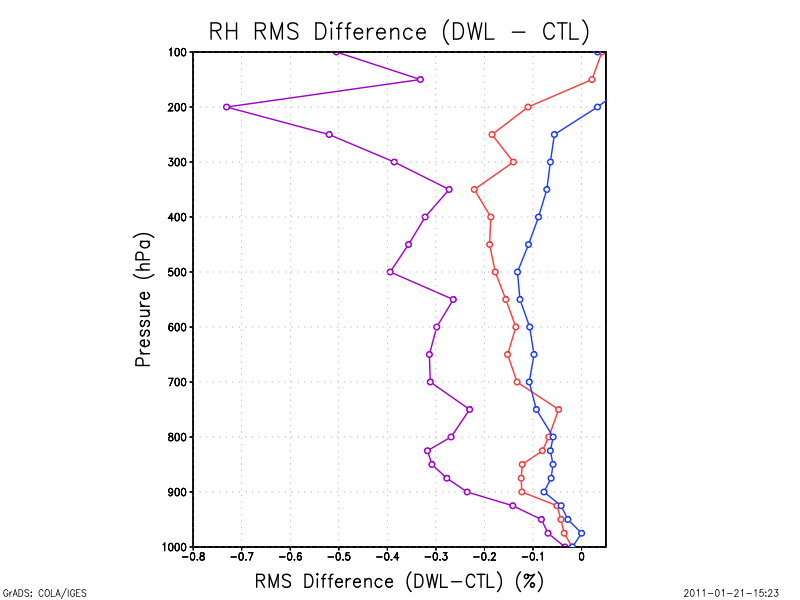 RH RMS Difference (DWL - CTL)
100
200
300
400
500
600
700
800
900
1000
Pressure (hPa)
-0.8 -0.7 -0.6 -0.5 -0.4 -0.3 -0.2 -0.1 0
RMS Difference (DWL-CTL) (%)
GrADS: COLA/IGES 2011-01-21-15:23